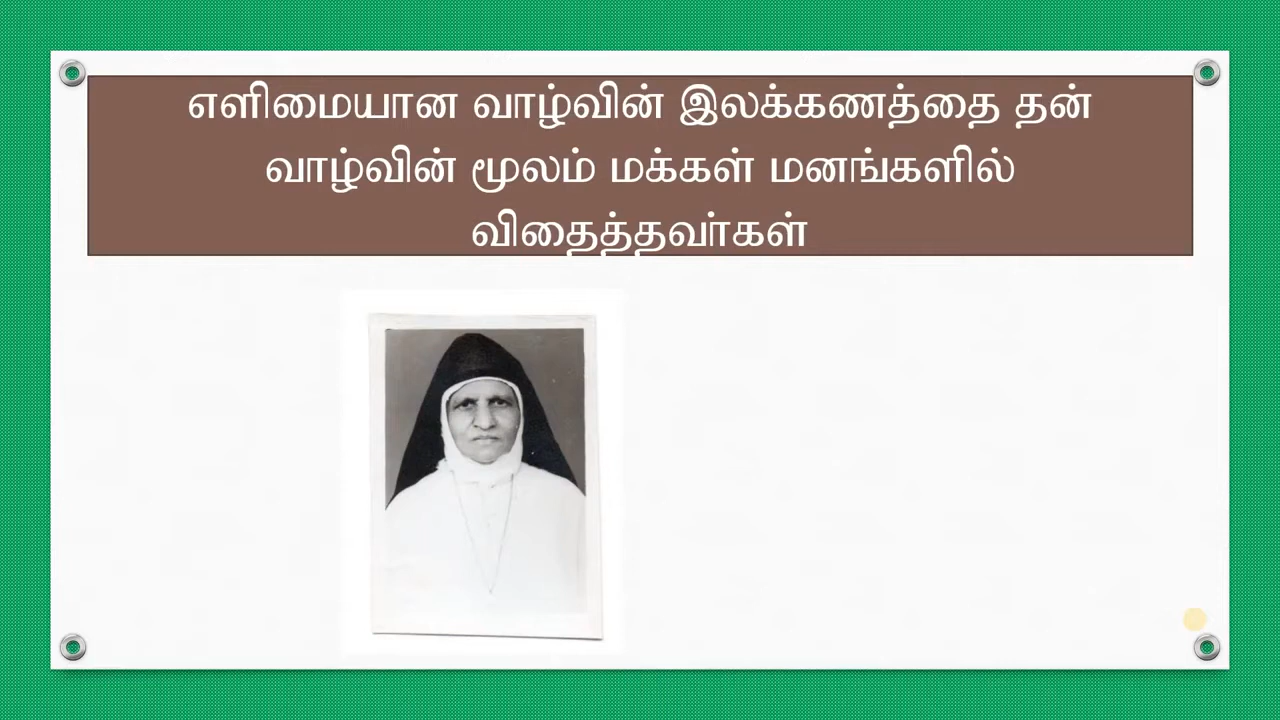 எளிமையான வாழ்வின் இலக்கணத்தை தன்
வாழ்வின் மூலம் மக்கள் மனங்களில்
விதைத்தவர்கள்